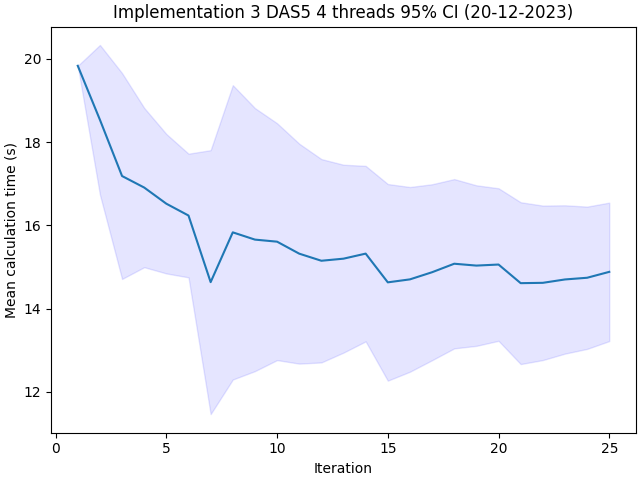 Implementation 3 DAS5 4 threads 95% CI (20-12-2023)
Mean calculation time (s)
20
18
16
14
12
0 5 10 15 20 25
Iteration